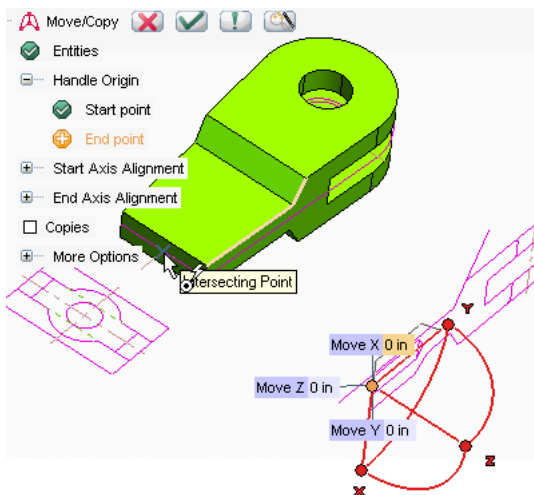 Move/Copy
Entities
Handle Origin
Start point
End point
Start Axis Alignment
End Axis Alignment
Copies
More Options
Intersecting Point
Y
Move X 0 in
Move Z 0 in
Move Y 0 in
Z
X